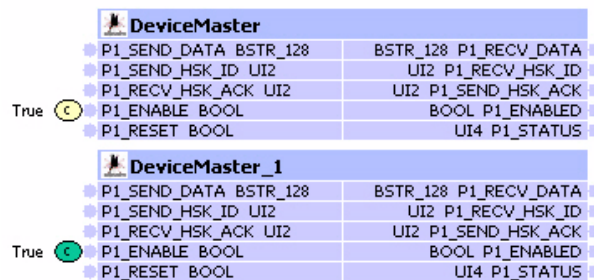 DeviceMaster
P1_SEND_DATA BSTR_128 BSTR_128 P1_RECV_DATA
P1_SEND_HSK_ID UI2 UI2 P1_RECV_HSK_ID
P1_RECV_HSK_ACK UI2 UI2 P1_SEND_HSK_ACK
True C P1_ENABLE BOOL BOOL P1_ENABLED
P1_RESET BOOL UI4 P1_STATUS
DeviceMaster_1
P1_SEND_DATA BSTR_128 BSTR_128 P1_RECV_DATA
P1_SEND_HSK_ID UI2 UI2 P1_RECV_HSK_ID
P1_RECV_HSK_ACK UI2 UI2 P1_SEND_HSK_ACK
True C P1_ENABLE BOOL BOOL P1_ENABLED
P1_RESET BOOL UI4 P1_STATUS